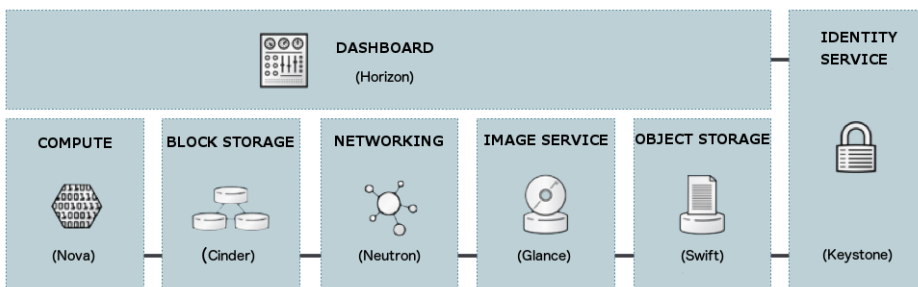 DASHBOARD
(Horizon)
IDENTITY
SERVICE
(Keystone)
COMPUTE
(Nova)
BLOCK STORAGE
(Cinder)
NETWORKING
(Neutron)
IMAGE SERVICE
(Glance)
OBJECT STORAGE
(Swift)